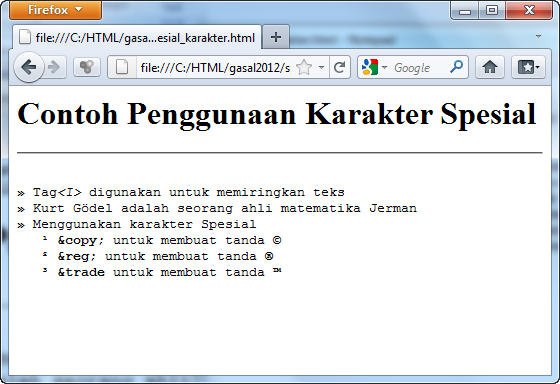 Firefox
file:///C:/HTML/gasa...esial_karakter.html
file:///C:/HTML/gasal2012/s
Google
Contoh Penggunaan Karakter Spesial
» Tag<I> digunakan untuk memiringkan teks
» Kurt Gödel adalah seorang ahli matematika Jerman
» Menggunakan karakter Spesial
¹ &copy; untuk membuat tanda ©
² &reg; untuk membuat tanda ®
³ &trade untuk membuat tanda ™